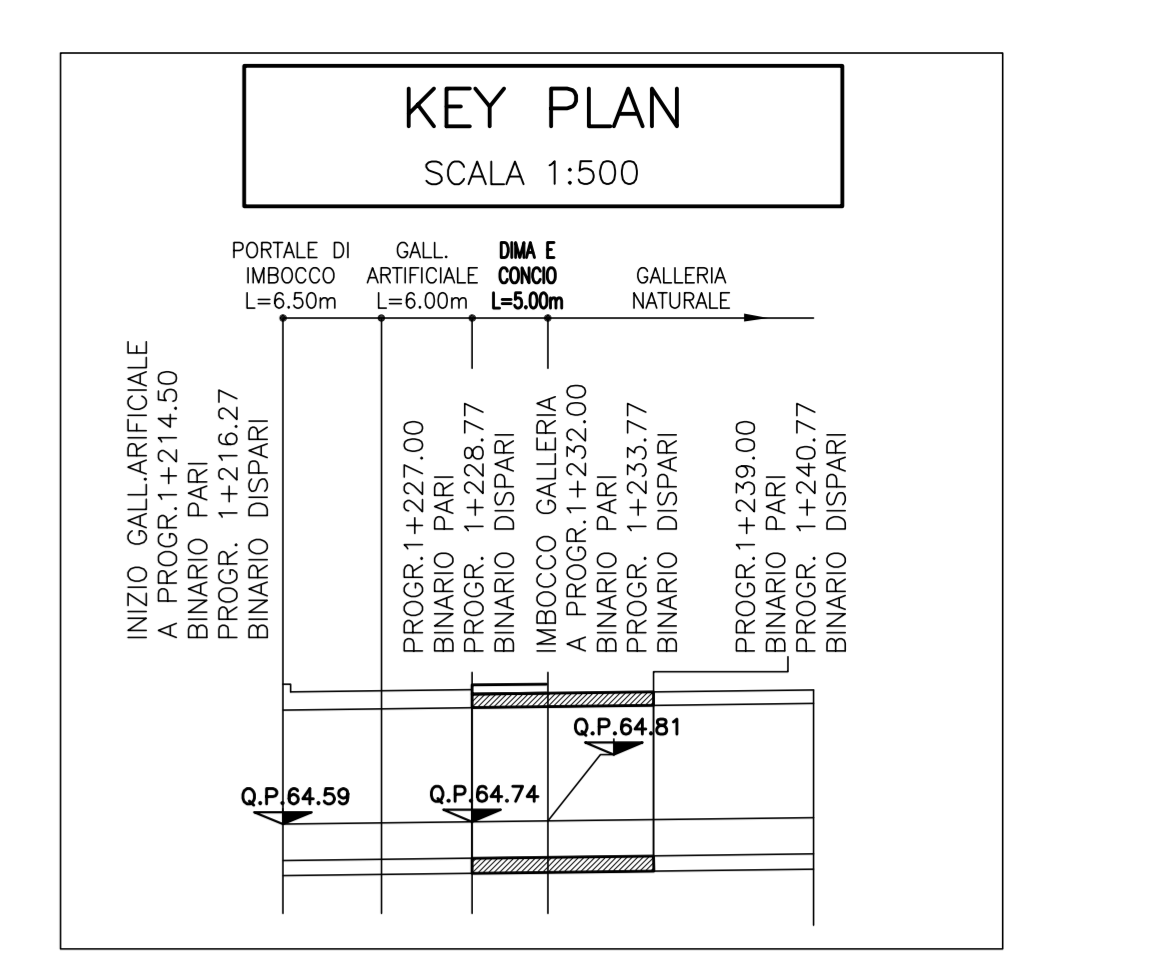 KEY PLAN
SCALA 1:500
PORTALE DI
IMBOCCO
L=6.50m
GALL.
ARTIFICIALE
L=6.00m
DIMA E
CONCIO
L=5.00m
GALLERIA
NATURALE
INIZIO GALL.ARIFICIALE
A PROGR.1+214.50
BINARIO PARI
PROGR. 1+216.27
BINARIO DISPARI
PROGR.1+227.00
BINARIO PARI
PROGR. 1+228.77
BINARIO DISPARI
IMBOCCO GALLERIA
A PROGR.1+232.00
BINARIO PARI
PROGR. 1+233.77
BINARIO DISPARI
PROGR.1+239.00
BINARIO PARI
PROGR. 1+240.77
BINARIO DISPARI
Q.P.64.81
Q.P.64.59
Q.P.64.74